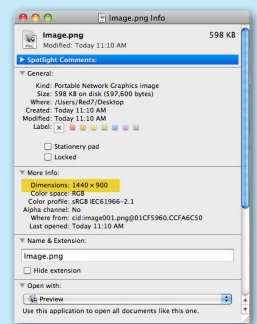 Image.png Info
Image.png 598 KB
Modified: Today 11:10 AM
Spotlight Comments:
General:
Kind: Portable Network Graphics image
Size: 598 KB on disk (597,600 bytes)
Where: /Users/Red7/Desktop
Created: Today 11:10 AM
Modified: Today 11:10 AM
Label:
Stationery pad
Locked
More Info:
Dimensions: 1440 × 900
Color space: RGB
Color profile: sRGB IEC61966-2.1
Alpha channel: No
Where from: cid:image001.png@01CF5960.CCFA6C50
Last opened: Today 11:10 AM
Name & Extension:
Image.png
Hide extension
Open with:
Preview
Use this application to open all documents like this one.